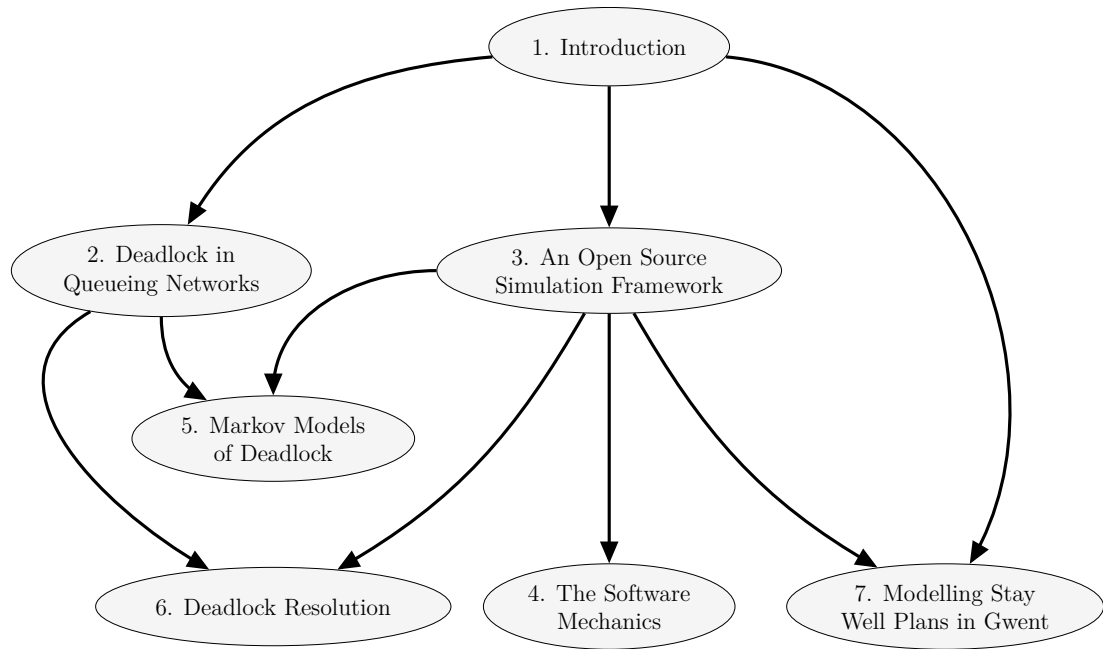 1. Introduction
2. Deadlock in
Queueing Networks
3. An Open Source
Simulation Framework
5. Markov Models
of Deadlock
6. Deadlock Resolution
4. The Software
Mechanics
7. Modelling Stay
Well Plans in Gwent